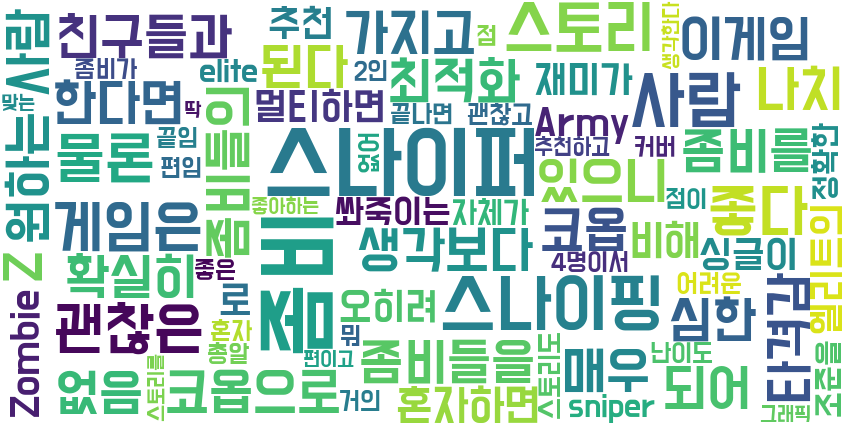 원하는
사람
친구들과
추천
가지고
점
스토리
생각한다
이게임
좀비가
elite
된다
2인
최적화
재미가
나치
맞는
한다면
딱
멀티하면
끝나면
괜찮고
Army
사람
끝임
물론
편임
좀비들인
스나이퍼
없어
추천하고
커버
좀비를
정확한
있으니
점이
좋다
게임은
좋아하는
쏴죽이는
자체가
코옵
비해
싱글이
엘리트인
Zombie
Z
확실히
좋은
좀비
생각보다
4명이서
어려운
로
오히려
스나이핑
심한
타격감
괜찮은
혼자
총알
뭐
편이고
좀비들을
스토리도
매우
난이도
되어
조준을
없음
스토리를
코옵으로
거인
혼자하면
sniper
그래픽